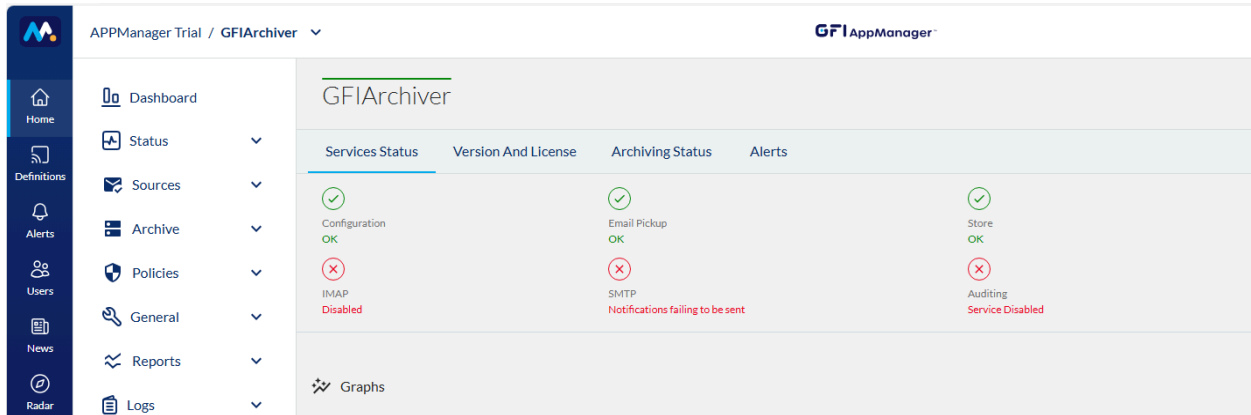 APPManager Trial / GFIArchiver
GFI AppManager
Home
Definitions
Alerts
Users
News
Radar
Dashboard
Status
Sources
Archive
Policies
General
Reports
Logs
GFIArchiver
Services Status Version And License Archiving Status Alerts
Configuration
OK
Email Pickup
OK
Store
OK
IMAP
Disabled
SMTP
Notifications failing to be sent
Auditing
Service Disabled
Graphs